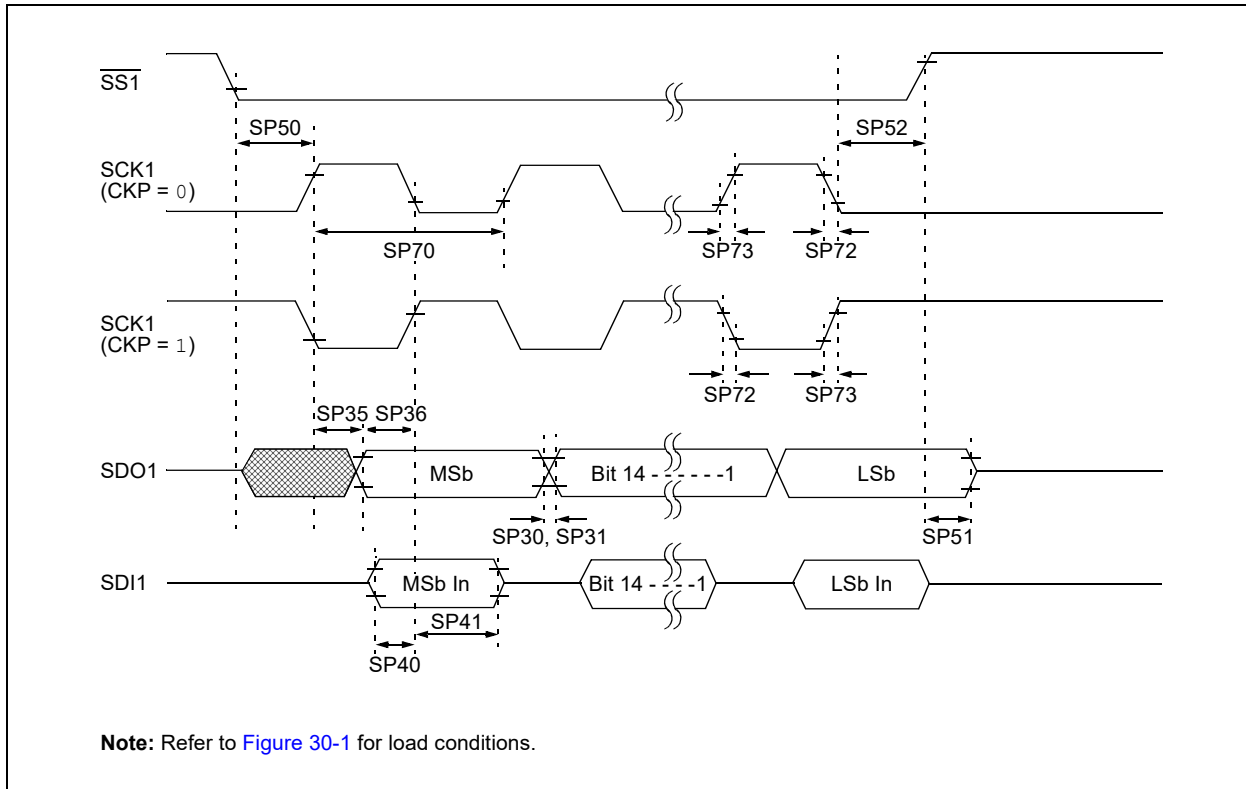 SS1
SP50
SP52
SCK1
(CKP = 0)
SP70
SP73
SP72
SCK1
(CKP = 1)
SP72
SP73
SP35 SP36
SDO1
MSb
Bit 14 - - - - - -1
LSb
SP30, SP31
SP51
SDI1
MSb In
Bit 14 - - - -1
LSb In
SP41
SP40
Note: Refer to Figure 30-1 for load conditions.